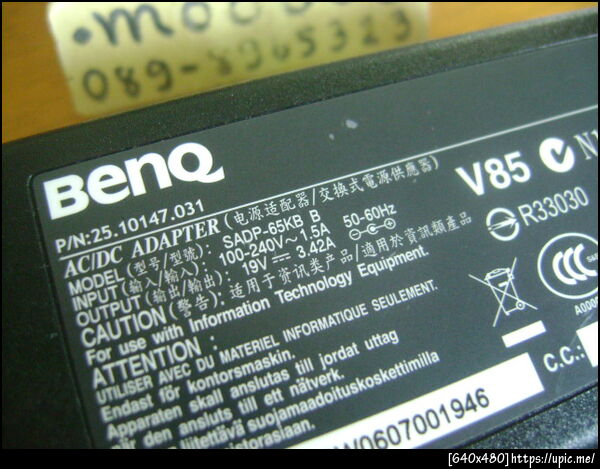 089-8965323
BenQ
P/N:25.10147.031
AC/DC ADAPTER (电源适配器/交換式電源供應器)
MODEL (型号/型號): SADP-65KB B
INPUT (输入/輸入): 100-240V~1.5A 50-60Hz
OUTPUT (输出/輸出): 19V 3.42A
CAUTION (警告): 适用于资讯类产品/適用於資訊類產品
For use with Information Technology Equipment.
ATTENTION :
UTILISER AVEC DU MATERIEL INFORMATIQUE SEULEMENT.
Endast för kontorsmaskin.
Apparaten skall anslutas till jordat uttag
när den ansluts till ett nätverk.
liitettävä suojamaadoituskoskettimilla
V85
R33030
CCC
C.C.:
W0607001946
[640x480]https://upic.me/